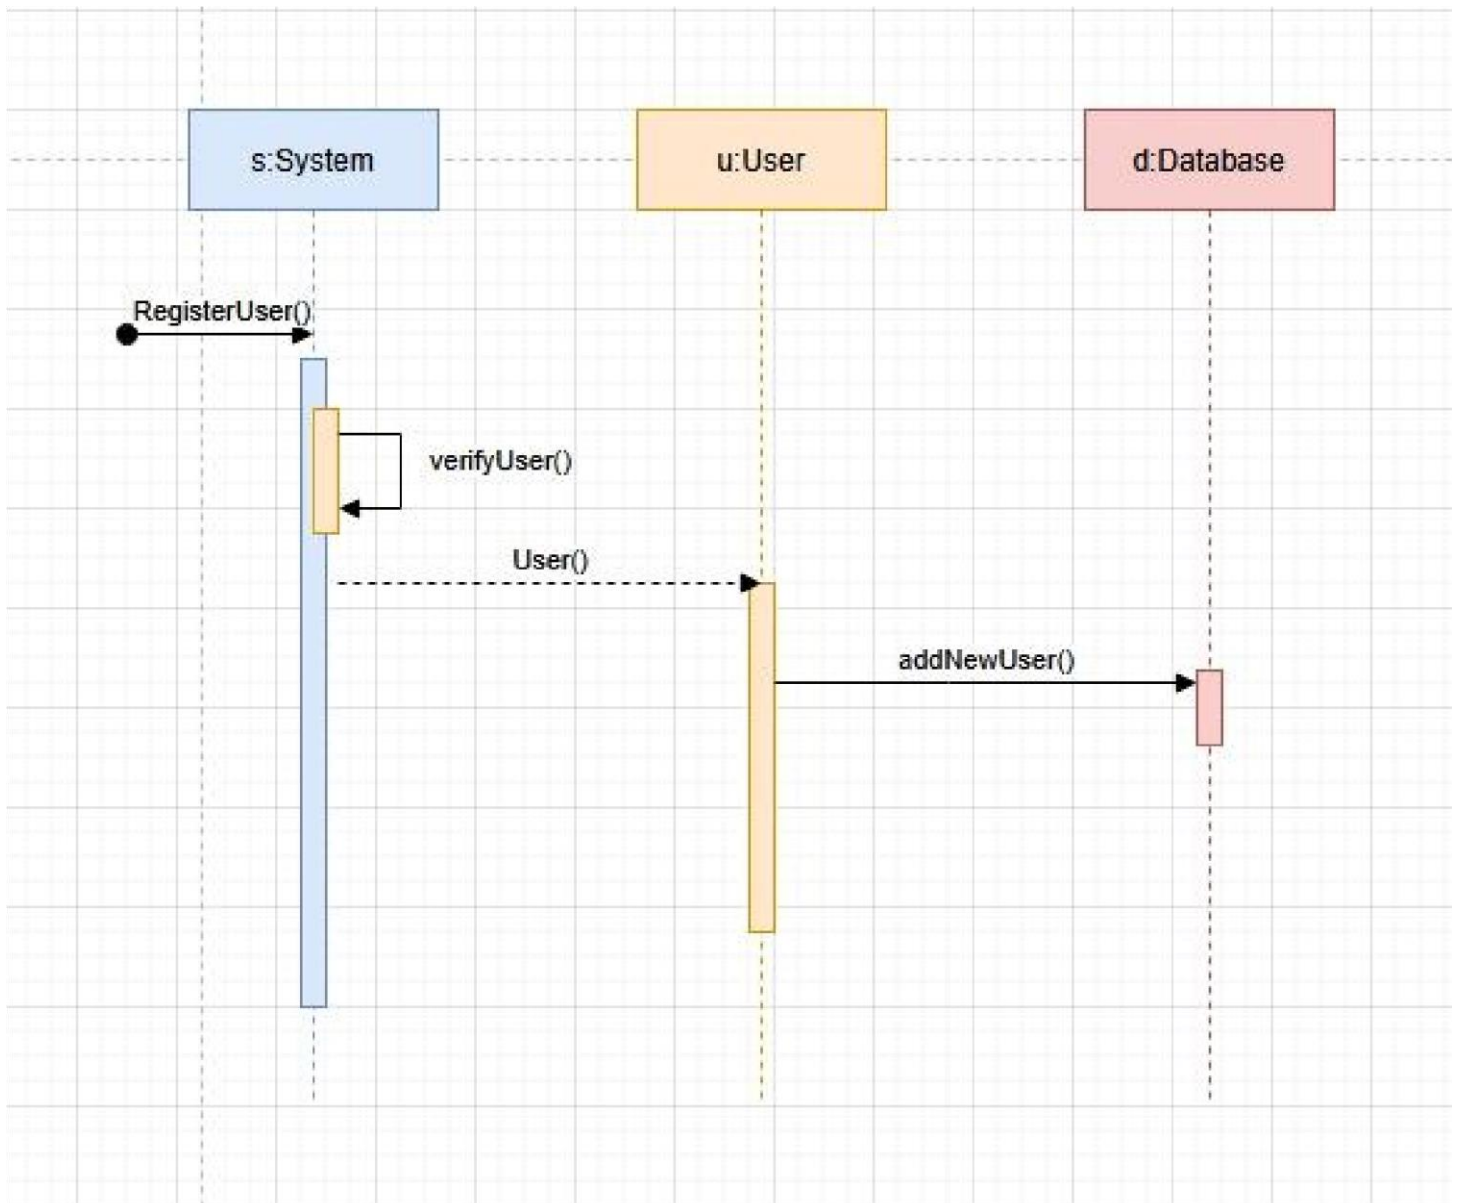 s:System
u:User
d:Database
RegisterUser()
verifyUser()
User()
addNewUser()